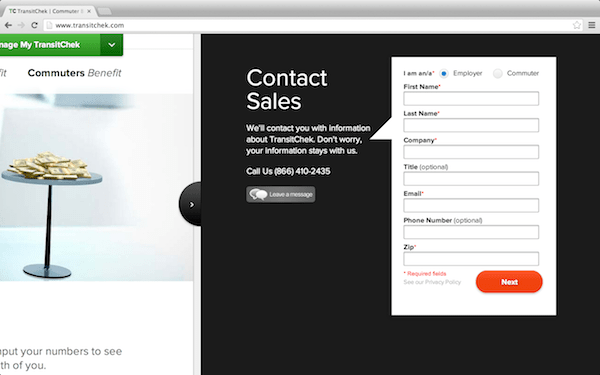 TransitChek | Commuter B
www.transitchek.com
nage My TransitChek
fit
Commuters Benefit
nput your numbers to see
th of you.
Contact
Sales
We'll contact you with Information
about TransitChek. Don't worry,
your information stays with us.
Call Us (866) 410-2435
Leave a message
I am an/a* Employer Commuter
First Name*
Last Name*
Company*
Title (optional)
Email*
Phone Number (optional)
Zip*
* Required fields
See our Privacy Policy
Next